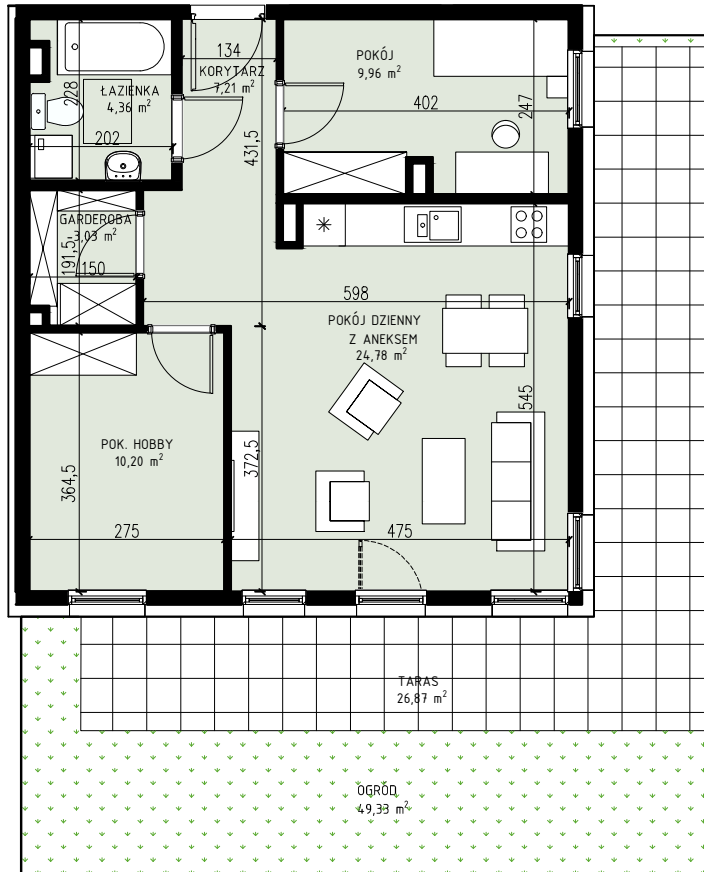 134
KORYTARZ
7,21 m²
POKÓJ
9,96 m²
402
247
ŁAZIENKA
4,36 m²
228
202
431,5
GARDEROBA
3,03 m²
191,5
150
598
POKÓJ DZIENNY
Z ANEKSEM
24,78 m²
545
POK. HOBBY
10,20 m²
364,5
372,5
275
475
TARAS
26,87 m²
OGRÓD
49,33 m²